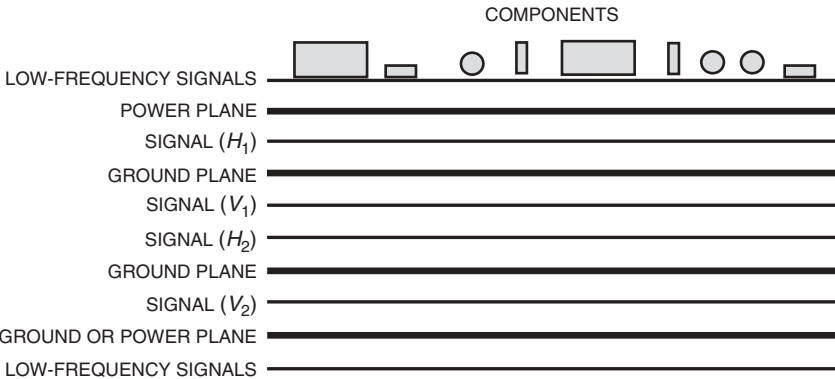 COMPONENTS
LOW-FREQUENCY SIGNALS
POWER PLANE
SIGNAL (H₁)
GROUND PLANE
SIGNAL (V₁)
SIGNAL (H₂)
GROUND PLANE
SIGNAL (V₂)
GROUND OR POWER PLANE
LOW-FREQUENCY SIGNALS